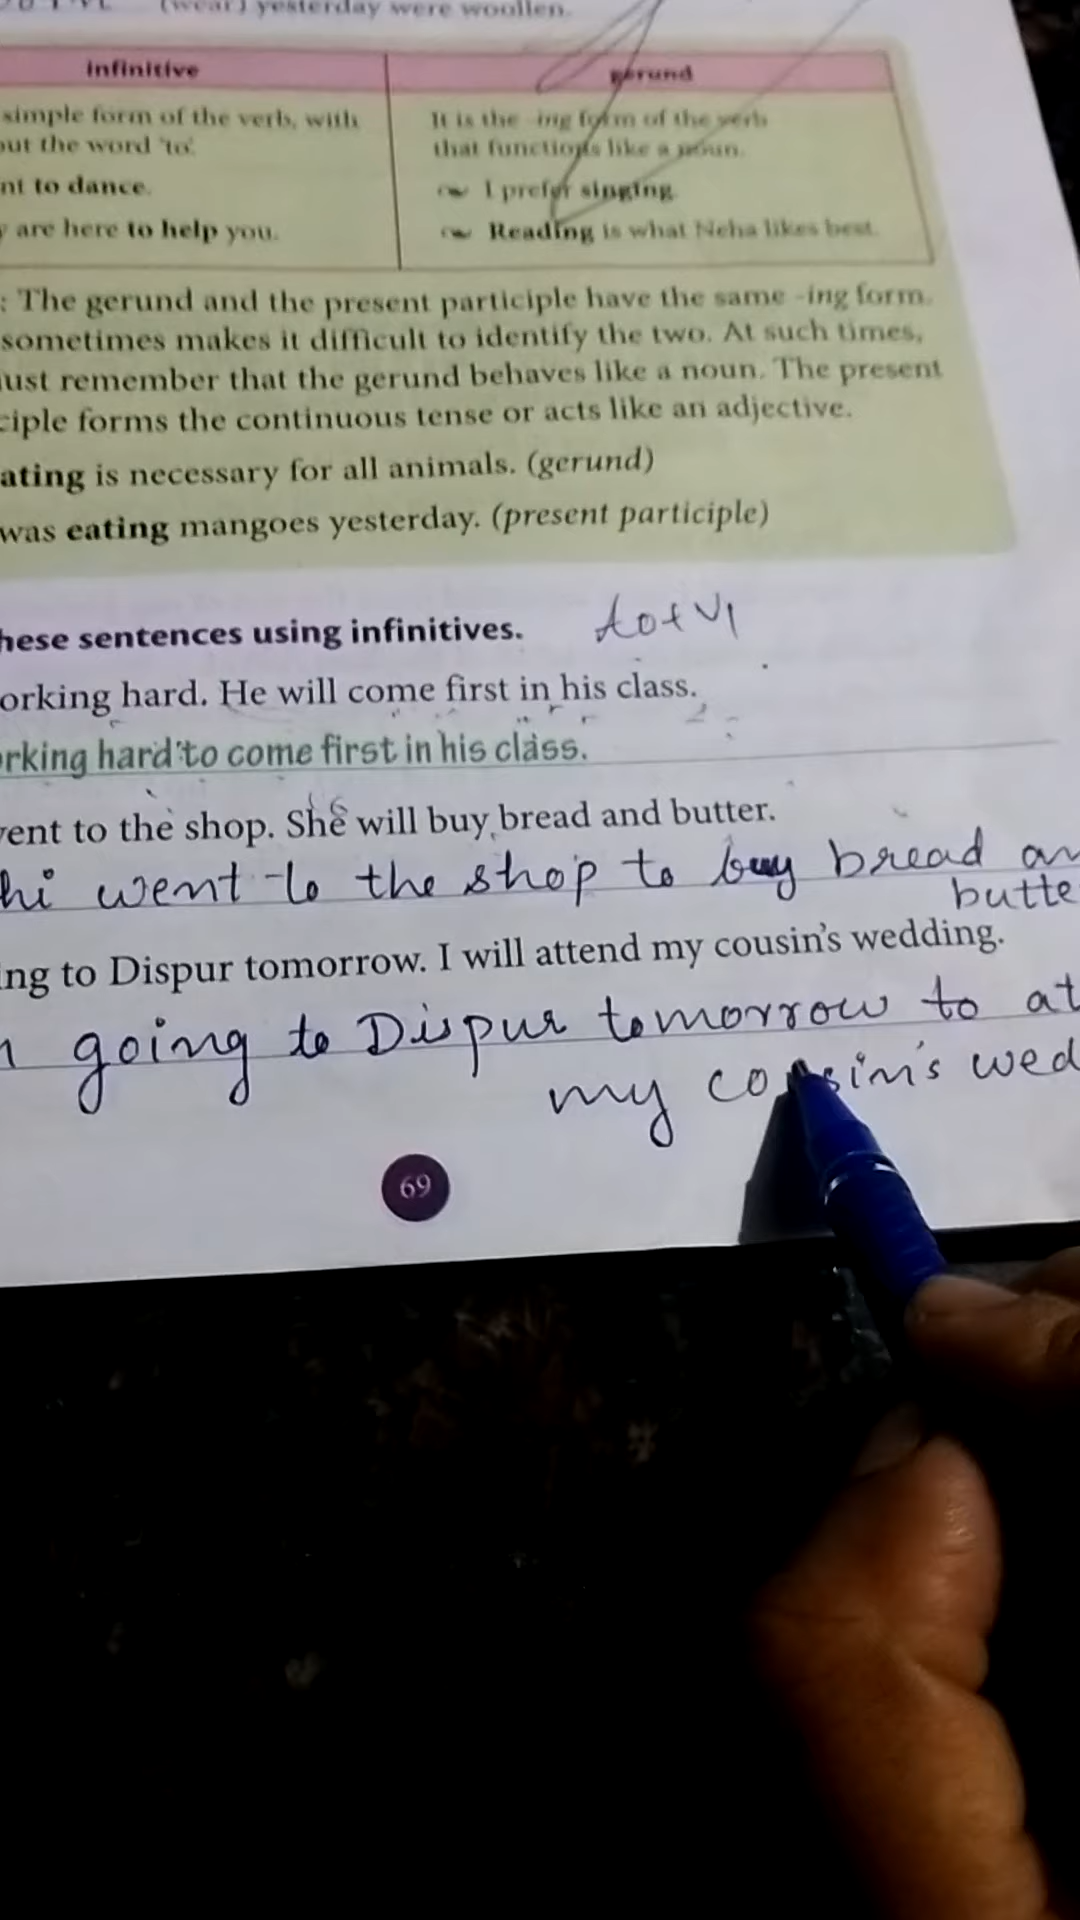 (wear) yesterday were woollen.
infinitive gerund
simple form of the verb, with
out the word 'to'.
nt to dance.
y are here to help you.
It is the -ing form of the verb
that functions like a noun.
I prefer singing.
Reading is what Neha likes best.
: The gerund and the present participle have the same -ing form.
sometimes makes it difficult to identify the two. At such times,
ust remember that the gerund behaves like a noun. The present
ciple forms the continuous tense or acts like an adjective.
ating is necessary for all animals. (gerund)
was eating mangoes yesterday. (present participle)
hese sentences using infinitives. to+V1
orking hard. He will come first in his class.
rking hard to come first in his class.
ent to the shop. She will buy bread and butter.
hi went to the shop to buy bread an
butte
ing to Dispur tomorrow. I will attend my cousin's wedding.
going to Dispur tomorrow to at
my cousin's wed
69